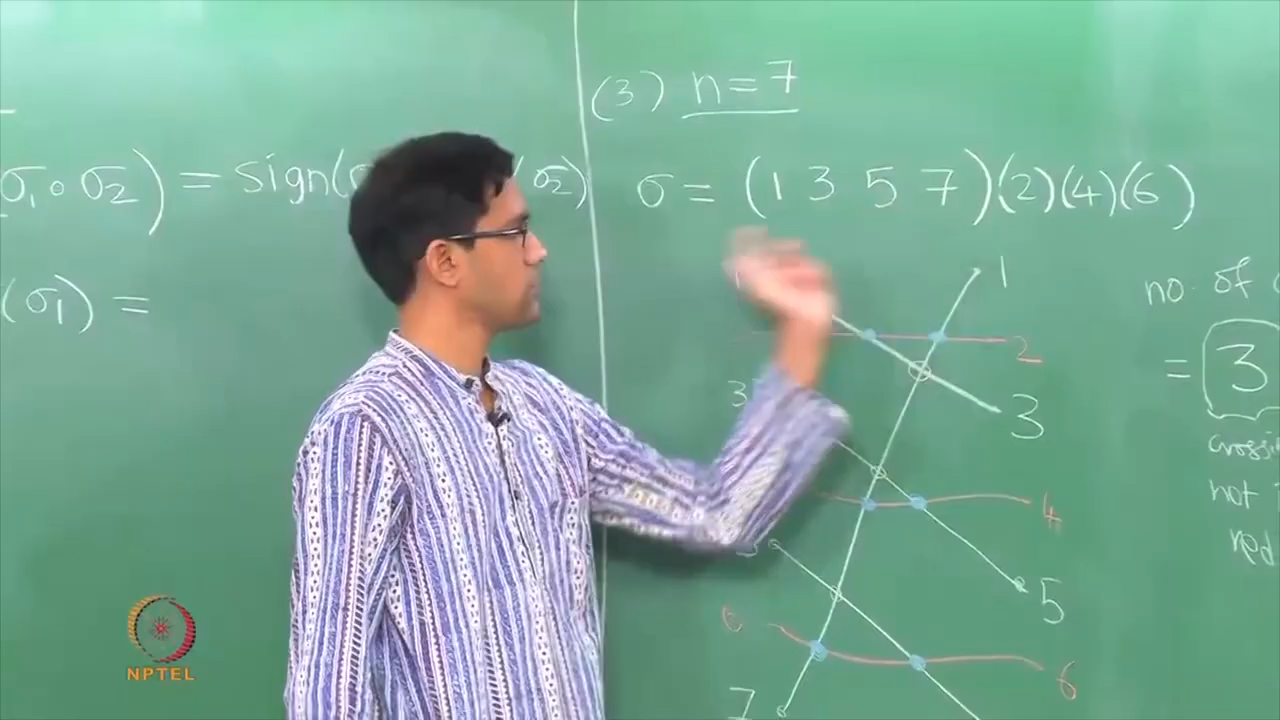 (σ₁ ∘ σ₂) = sign(σ (σ₂)
(σ₁) =
(3) n=7
σ = (1 3 5 7)(2)(4)(6))
1
2
3
3
4
5
6
6
7
no. of
= 3
not
NPTEL